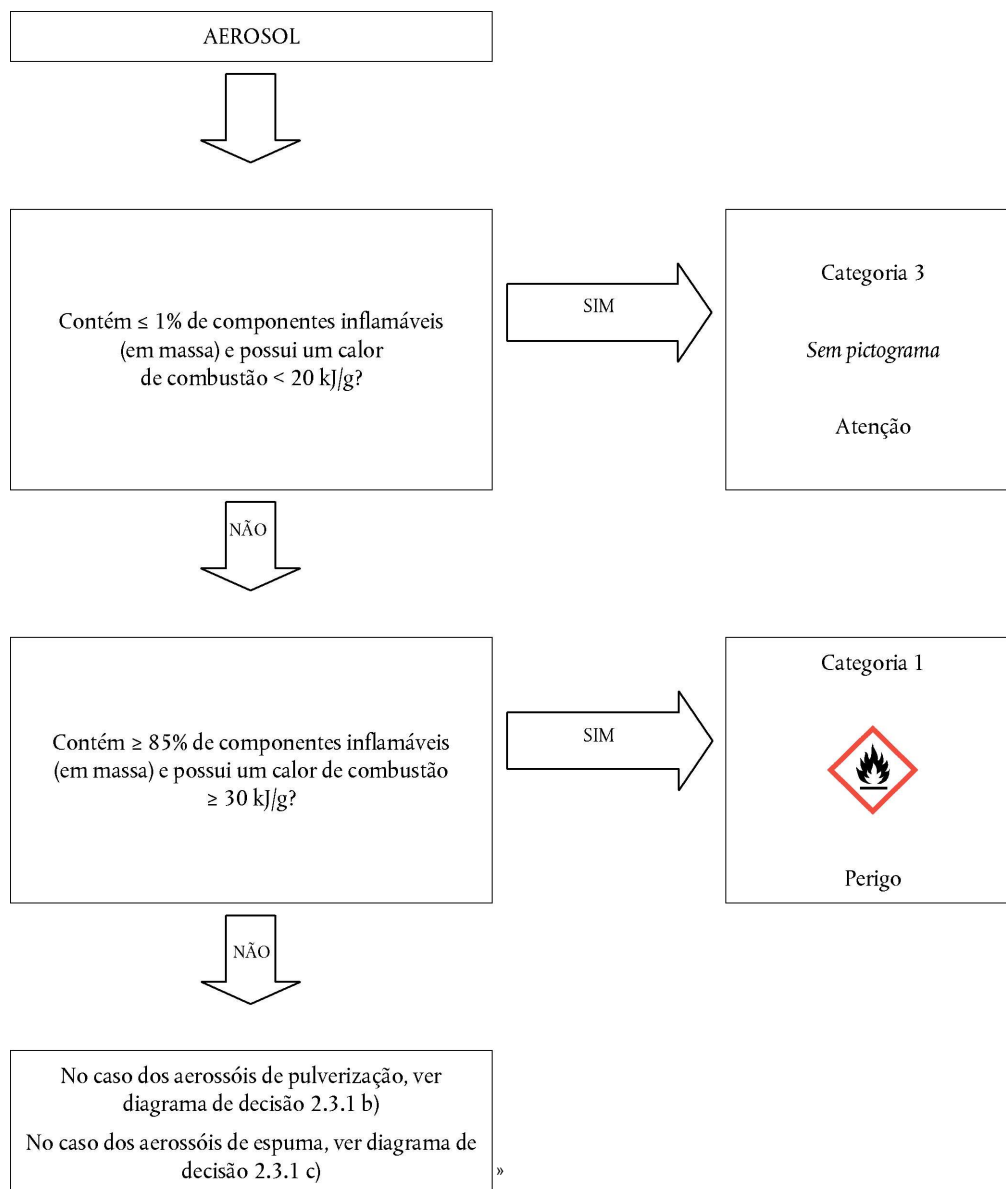 AEROSOL
Contém ≤ 1% de componentes inflamáveis
(em massa) e possui um calor
de combustão < 20 kJ/g?
SIM
Categoria 3
Sem pictograma
Atenção
NÃO
Contém ≥ 85% de componentes inflamáveis
(em massa) e possui um calor de combustão
≥ 30 kJ/g?
SIM
Categoria 1
Perigo
NÃO
No caso dos aerossóis de pulverização, ver
diagrama de decisão 2.3.1 b)
No caso dos aerossóis de espuma, ver diagrama de
decisão 2.3.1 c)
»